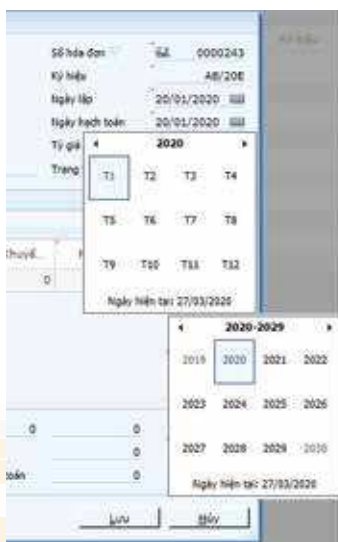 Ký hiệu
Số hóa đơn 0000243
Ký hiệu AB/20E
Ngày lập 20/01/2020
Ngày hạch toán 20/01/2020
Tỷ giá
Trạng
2020
T1 T2 T3 T4
T5 T6 T7 T8
T9 T10 T11 T12
Ngày hiện tại: 27/03/2020
Khuyế...
0
2020-2029
2019 2020 2021 2022
2023 2024 2025 2026
2027 2028 2029 2030
Ngày hiện tại: 27/03/2020
0 0
0
toán 0
Lưu Hủy